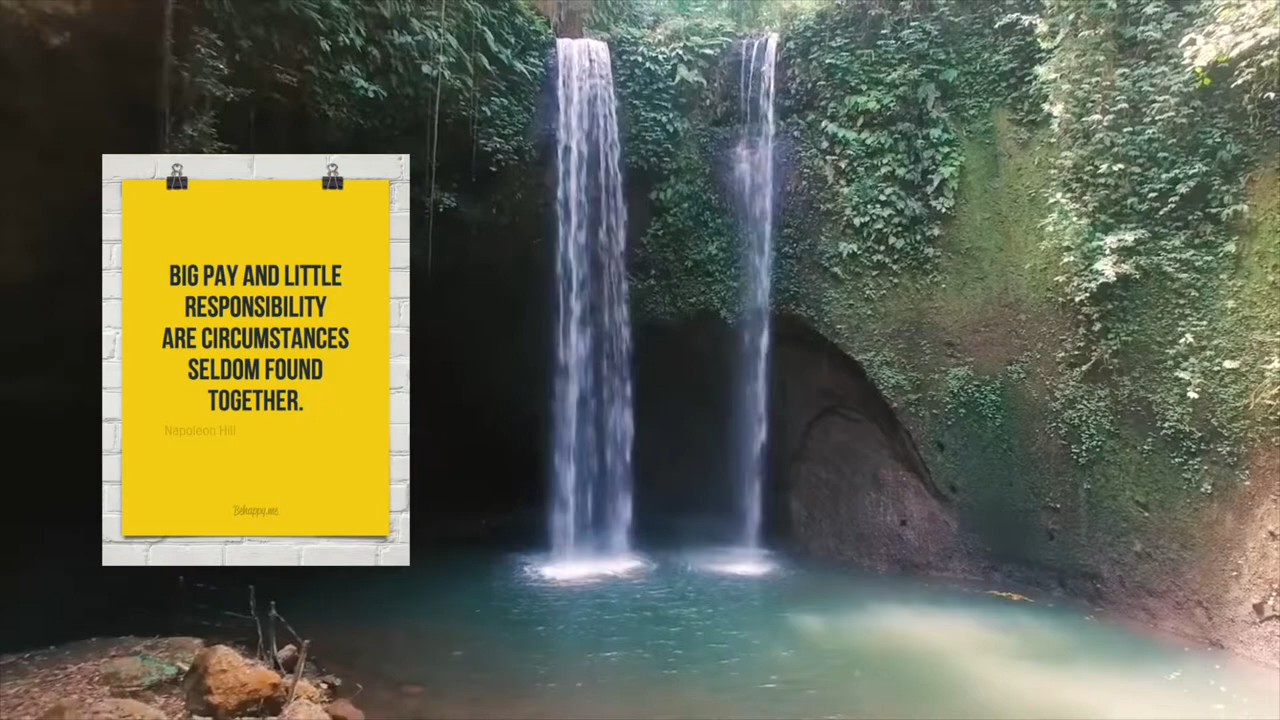 BIG PAY AND LITTLE
RESPONSIBILITY
ARE CIRCUMSTANCES
SELDOM FOUND
TOGETHER.
Napoleon Hill
Behappy.me